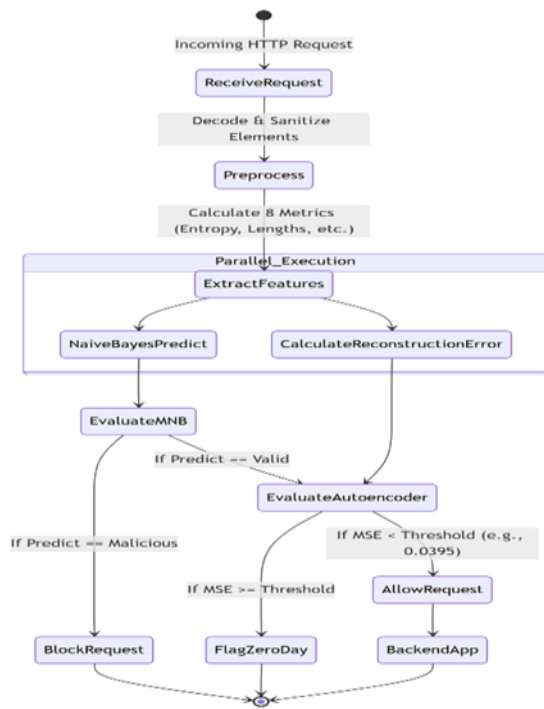 Incoming HTTP Request
ReceiveRequest
Decode & Sanitize
Elements
Preprocess
Calculate 8 Metrics
(Entropy, Lengths, etc.)
Parallel_Execution
ExtractFeatures
NaiveBayesPredict
CalculateReconstructionError
EvaluateMNB
If Predict == Valid
EvaluateAutoencoder
If Predict == Malicious
If MSE < Threshold (e.g.,
0.0395)
If MSE >= Threshold
AllowRequest
BlockRequest
FlagZeroDay
BackendApp